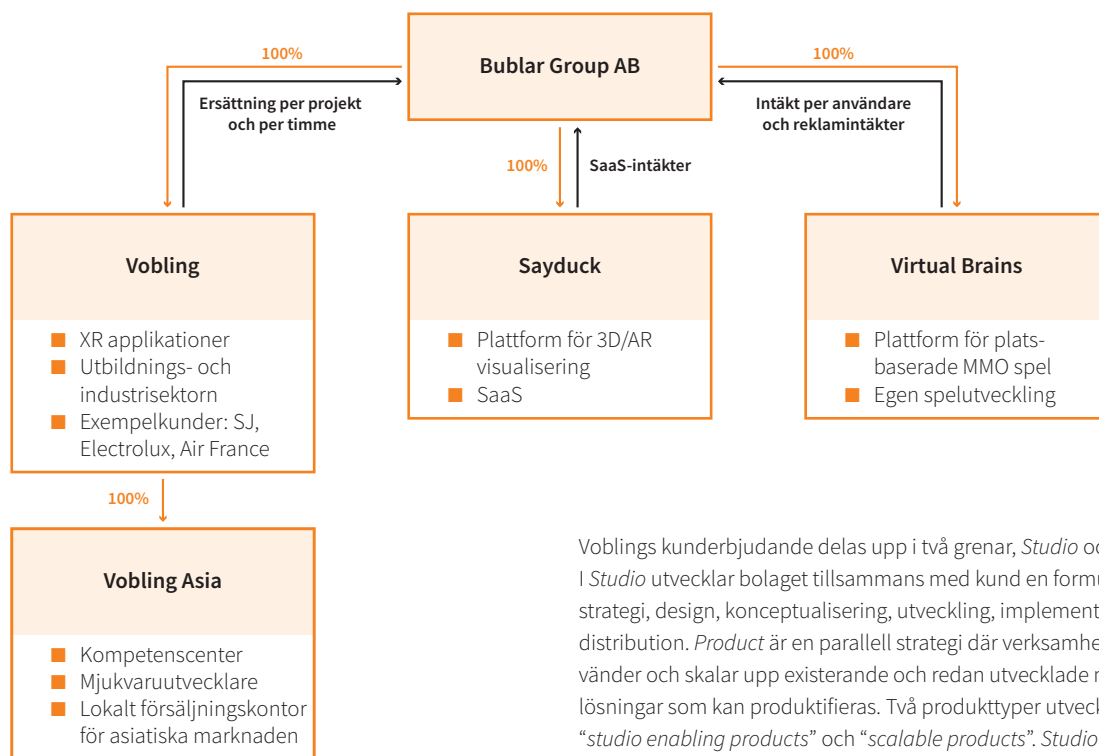 Bublar Group AB
100%
Ersättning per projekt
och per timme
100%
SaaS-intäkter
100%
Intäkt per användare
och reklamintäkter
Vobling
■ XR applikationer
■ Utbildnings- och
industrisektorn
■ Exempelkunder: SJ,
Electrolux, Air France
Sayduck
■ Plattform för 3D/AR
visualisering
■ SaaS
Virtual Brains
■ Plattform för plats-
baserade MMO spel
■ Egen spelutveckling
100%
Vobling Asia
■ Kompetenscenter
■ Mjukvaruutvecklare
■ Lokalt försäljningskontor
för asiatiska marknaden
Voblings kunderbjudande delas upp i två grenar, Studio
I Studio utvecklar bolaget tillsammans med kund en
strategi, design, konceptualisering, utveckling,
distribution. Product är en parallell strategi där
vänder och skalar upp existerande och redan utvecklade
lösningar som kan produktifieras. Två produkttyper
“studio enabling products” och “scalable products”. Studio